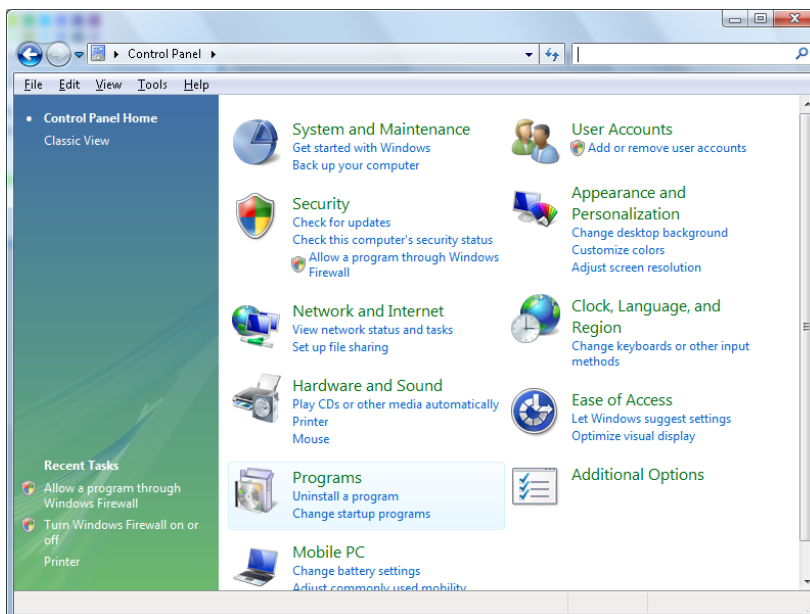 Control Panel
File Edit View Tools Help
Control Panel Home
Classic View
Recent Tasks
Allow a program through
Windows Firewall
Turn Windows Firewall on or
off
Printer
System and Maintenance
Get started with Windows
Back up your computer
Security
Check for updates
Check this computer's security status
Allow a program through Windows
Firewall
Network and Internet
View network status and tasks
Set up file sharing
Hardware and Sound
Play CDs or other media automatically
Printer
Mouse
Programs
Uninstall a program
Change startup programs
Mobile PC
Change battery settings
Adjust commonly used mobility
User Accounts
Add or remove user accounts
Appearance and
Personalization
Change desktop background
Customize colors
Adjust screen resolution
Clock, Language, and
Region
Change keyboards or other input
methods
Ease of Access
Let Windows suggest settings
Optimize visual display
Additional Options